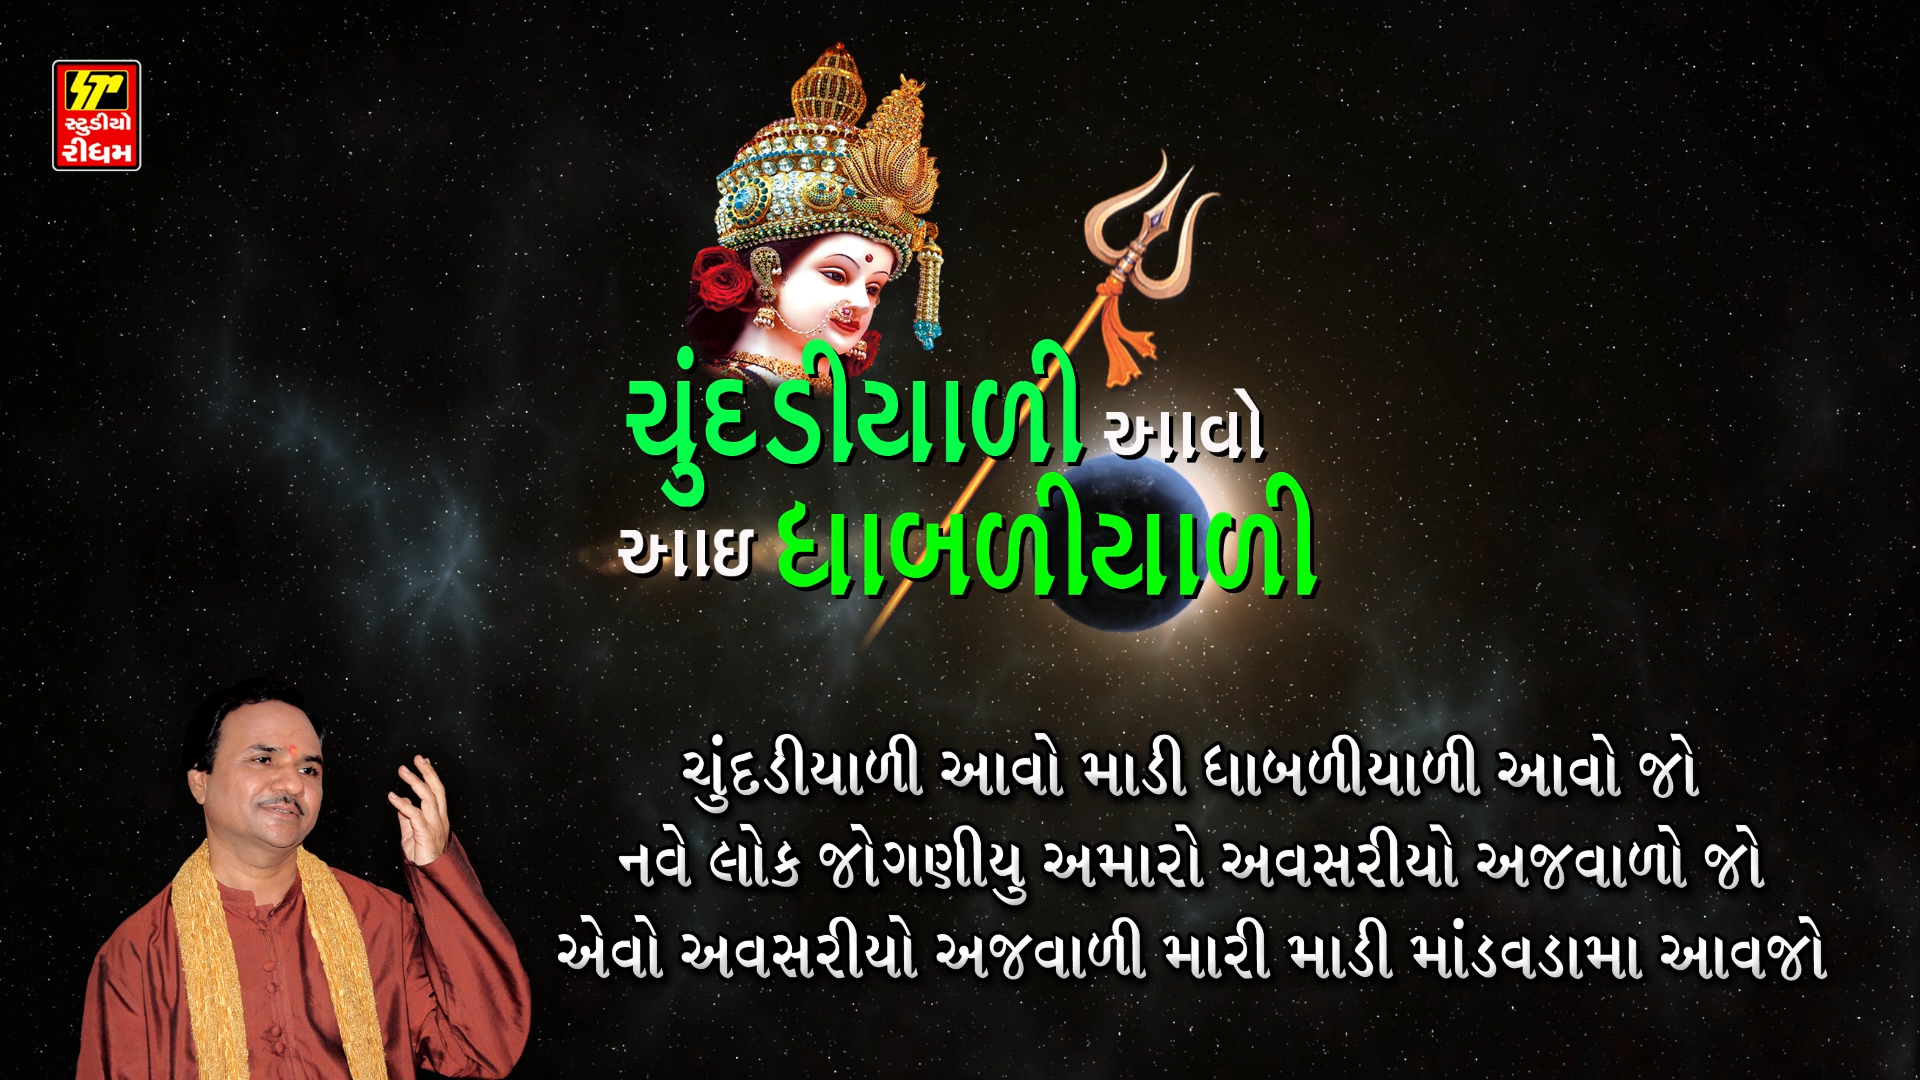 સ્ટુડીયો
રીધમ
ચુંદડીયાળી આવો
આઇ ધાબળીયાળી
ચુંદડીયાળી આવો માડી ધાબળીયાળી આવો જો
નવે લોક જોગણીયુ અમારો અવસરીયો અજવાળો જો
એવો અવસરીયો અજવાળી મારી માડી માંડવડામા આવજો